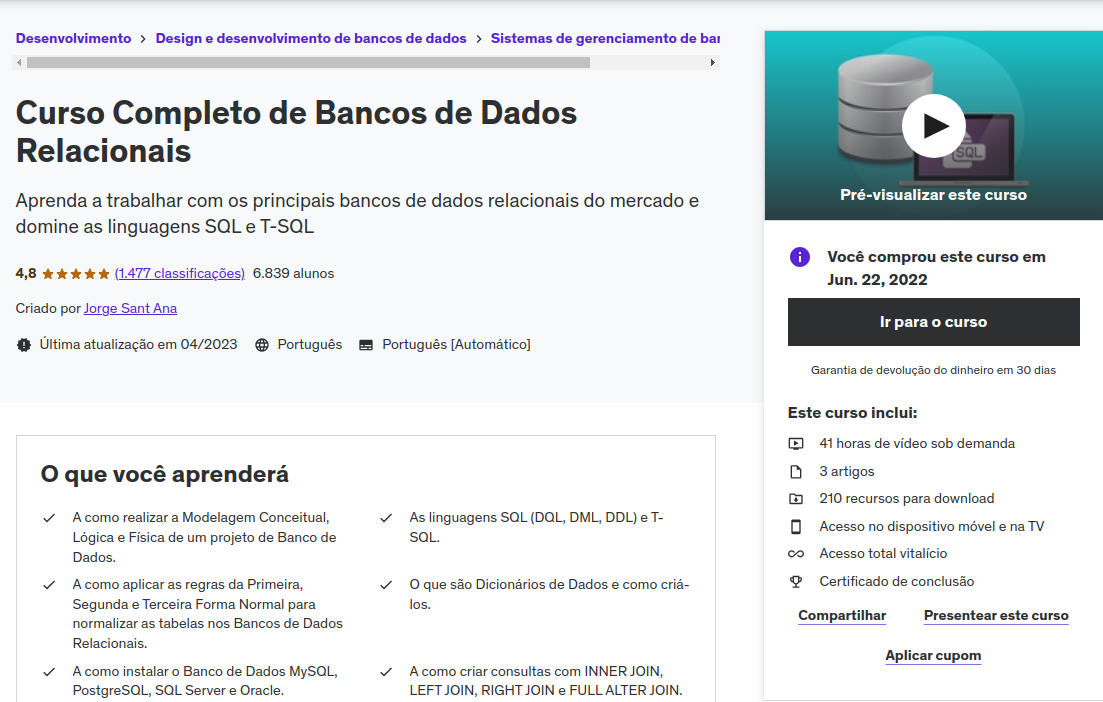 Desenvolvimento > Design e desenvolvimento de bancos de dados > Sistemas de gerenciamento de
Curso Completo de Bancos de Dados
Relacionais
Aprenda a trabalhar com os principais bancos de dados relacionais do mercado e
domine as linguagens SQL e T-SQL
4,8 (1.477 classificações) 6.839 alunos
Criado por Jorge Sant Ana
Última atualização em 04/2023 Português Português [Automático]
O que você aprenderá
A como realizar a Modelagem Conceitual,
Lógica e Física de um projeto de Banco de
Dados.
As linguagens SQL (DQL, DML, DDL) e T-
SQL.
A como aplicar as regras da Primeira,
Segunda e Terceira Forma Normal para
normalizar as tabelas nos Bancos de Dados
Relacionais.
O que são Dicionários de Dados e como criá-
los.
A como instalar o Banco de Dados MySQL,
PostgreSQL, SQL Server e Oracle.
A como criar consultas com INNER JOIN,
LEFT JOIN, RIGHT JOIN e FULL ALTER JOIN.
SQL
Pré-visualizar este curso
Você comprou este curso em
Jun. 22, 2022
Ir para o curso
Garantia de devolução do dinheiro em 30 dias
Este curso inclui:
41 horas de vídeo sob demanda
3 artigos
210 recursos para download
Acesso no dispositivo móvel e na TV
Acesso total vitalício
Certificado de conclusão
Compartilhar Presentear este curso
Aplicar cupom